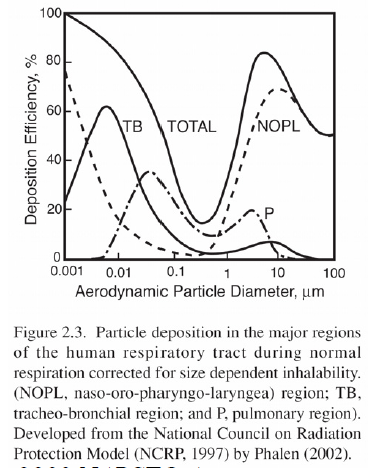 100
80
60
40
20
0
Deposition Efficiency, %
TB
TOTAL
NOPL
P
0.001 0.01 0.1 1 10 100
Aerodynamic Particle Diameter, μm
Figure 2.3. Particle deposition in the major regions
of the human respiratory tract during normal
respiration corrected for size dependent inhalability.
(NOPL, naso-oro-pharyngo-laryngea) region; TB,
tracheo-bronchial region; and P, pulmonary region).
Developed from the National Council on Radiation
Protection Model (NCRP, 1997) by Phalen (2002).